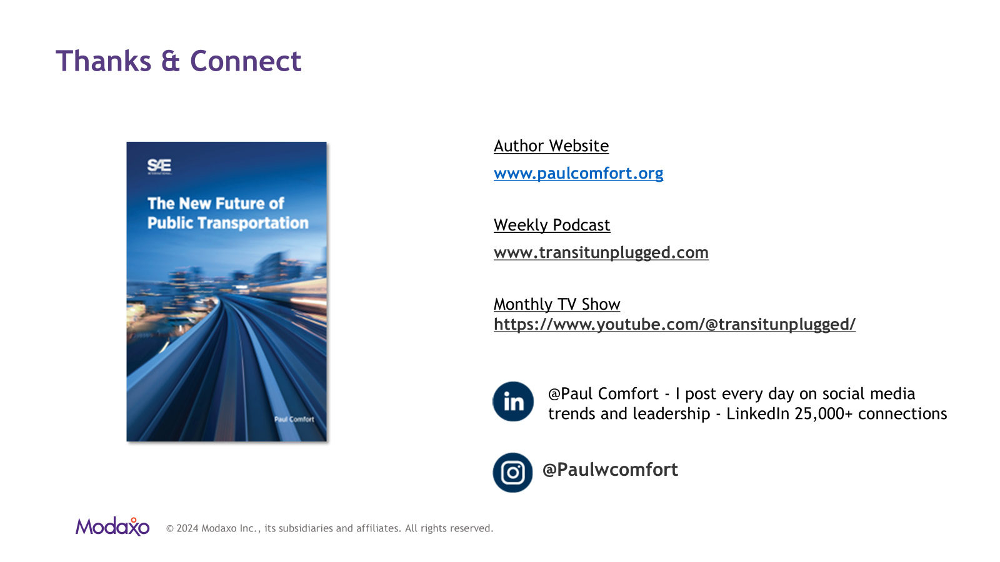 Thanks & Connect
SAE
INTERNATIONAL
The New Future of
Public Transportation
Paul Comfort
Author Website
www.paulcomfort.org
Weekly Podcast
www.transitunplugged.com
Monthly TV Show
https://www.youtube.com/@transitunplugged/
in
@Paul Comfort - I post every day on social media
trends and leadership - LinkedIn 25,000+ connections
@Paulwcomfort
Modaxo
© 2024 Modaxo Inc., its subsidiaries and affiliates. All rights reserved.